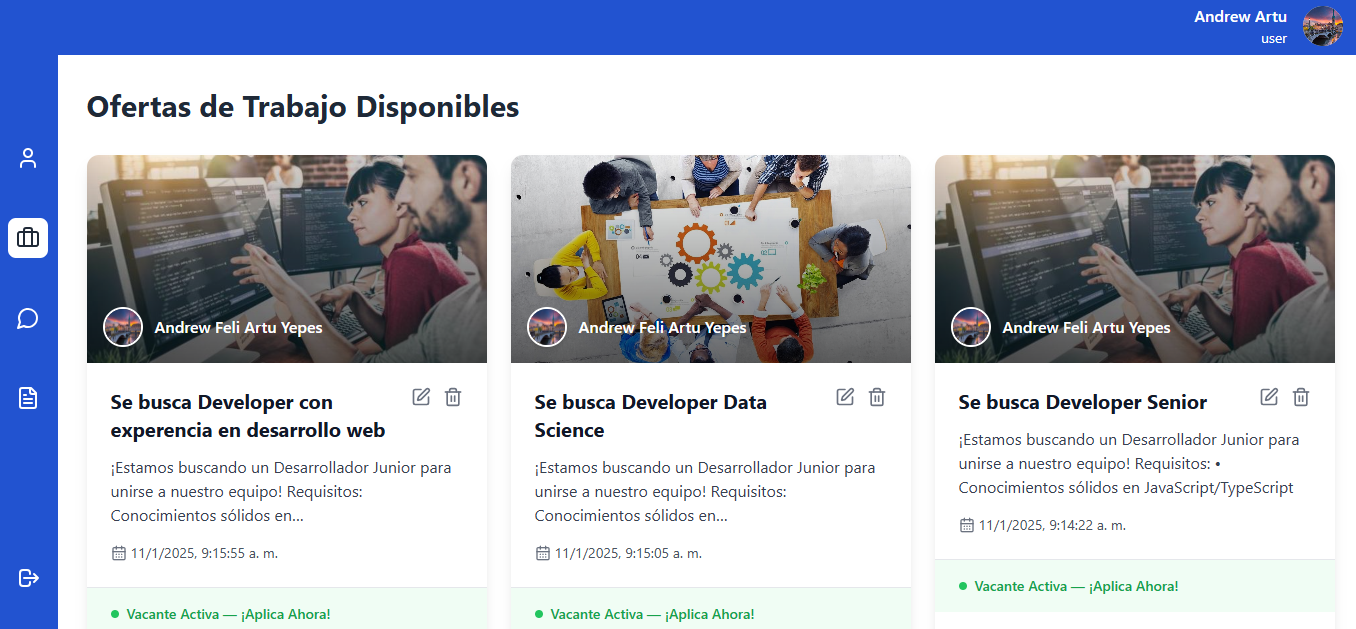 Andrew Artu
user
Ofertas de Trabajo Disponibles
Andrew Feli Artu Yepes
Se busca Developer con
experencia en desarrollo web
¡Estamos buscando un Desarrollador Junior para
unirse a nuestro equipo! Requisitos:
Conocimientos sólidos en...
11/1/2025, 9:15:55 a. m.
Vacante Activa — ¡Aplica Ahora!
Andrew Feli Artu Yepes
Se busca Developer Data
Science
¡Estamos buscando un Desarrollador Junior para
unirse a nuestro equipo! Requisitos:
Conocimientos sólidos en...
11/1/2025, 9:15:05 a. m.
Vacante Activa — ¡Aplica Ahora!
Andrew Feli Artu Yepes
Se busca Developer Senior
¡Estamos buscando un Desarrollador Junior para
unirse a nuestro equipo! Requisitos: •
Conocimientos sólidos en JavaScript/TypeScript
11/1/2025, 9:14:22 a. m.
Vacante Activa — ¡Aplica Ahora!